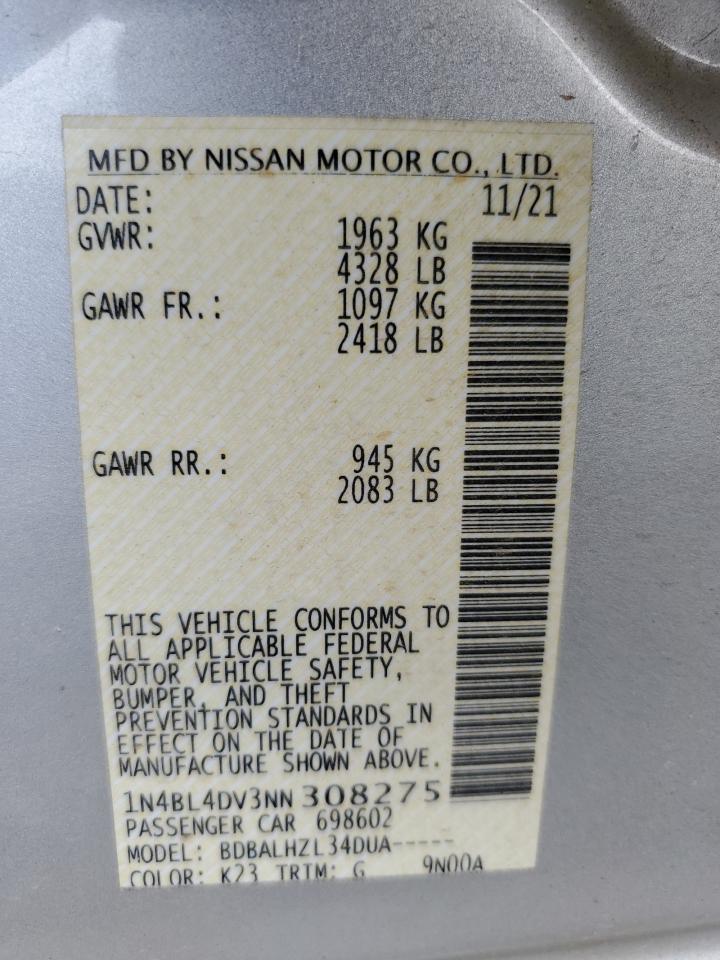 MFD BY NISSAN MOTOR CO., LTD.
DATE: 11/21
GVWR: 1963 KG
4328 LB
GAWR FR.: 1097 KG
2418 LB
GAWR RR.: 945 KG
2083 LB
THIS VEHICLE CONFORMS TO
ALL APPLICABLE FEDERAL
MOTOR VEHICLE SAFETY,
BUMPER, AND THEFT
PREVENTION STANDARDS IN
EFFECT ON THE DATE OF
MANUFACTURE SHOWN ABOVE.
1N4BL4DV3NN308275
PASSENGER CAR 698602
MODEL: BDBALHZL34DUA-----
COLOR: K23 TRIM: G 9N00A